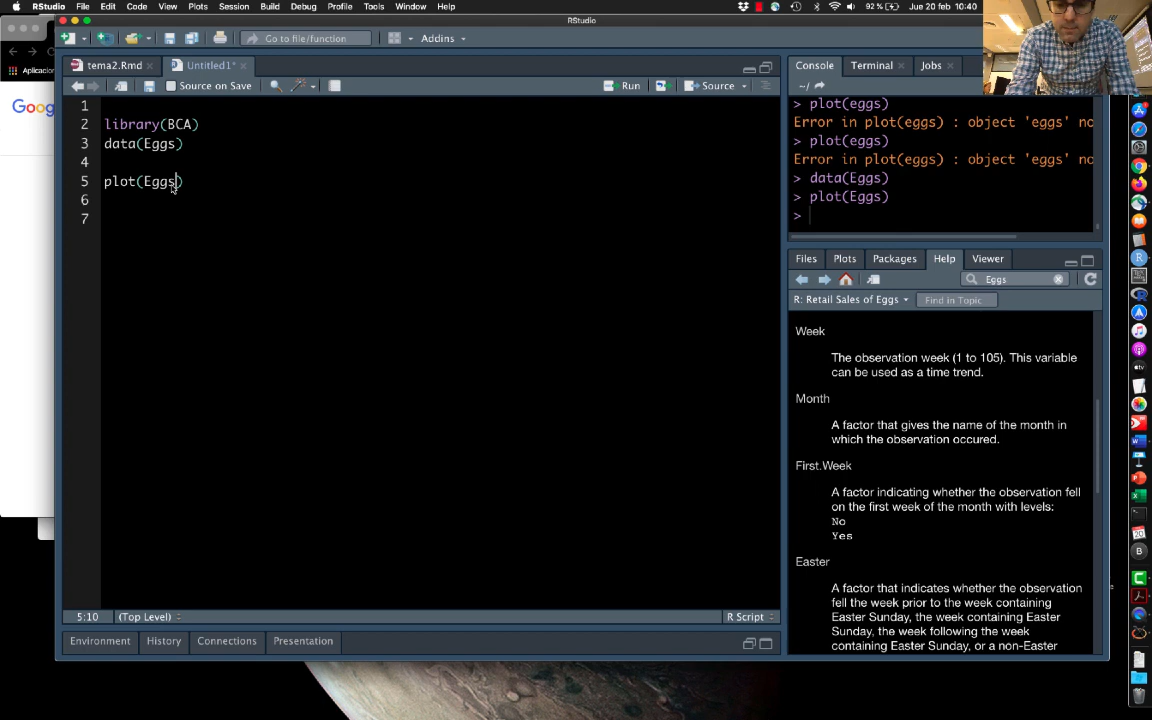 RStudio File Edit Code View Plots Session Build Debug Profile Tools Window Help
92 % Jue 20 feb 10:40
RStudio
Go to file/function Addins
tema2.Rmd Untitled1*
Source on Save Run Source
1
2 library(BCA)
3 data(Eggs)
4
5 plot(Eggs)
6
7
5:10 (Top Level) R Script
Environment History Connections Presentation
Console Terminal Jobs
~/
> plot(eggs)
Error in plot(eggs) : object 'eggs' no
> plot(eggs)
Error in plot(eggs) : object 'eggs' no
> data(Eggs)
> plot(Eggs)
>
Files Plots Packages Help Viewer
Eggs
R: Retail Sales of Eggs Find in Topic
Week
The observation week (1 to 105). This variable
can be used as a time trend.
Month
A factor that gives the name of the month in
which the observation occured.
First.Week
A factor indicating whether the observation fell
on the first week of the month with levels:
No
Yes
Easter
A factor that indicates whether the observation
fell the week prior to the week containing
Easter Sunday, the week containing Easter
Sunday, the week following the week
containing Easter Sunday, or a non-Easter
Aplicacion
Goog